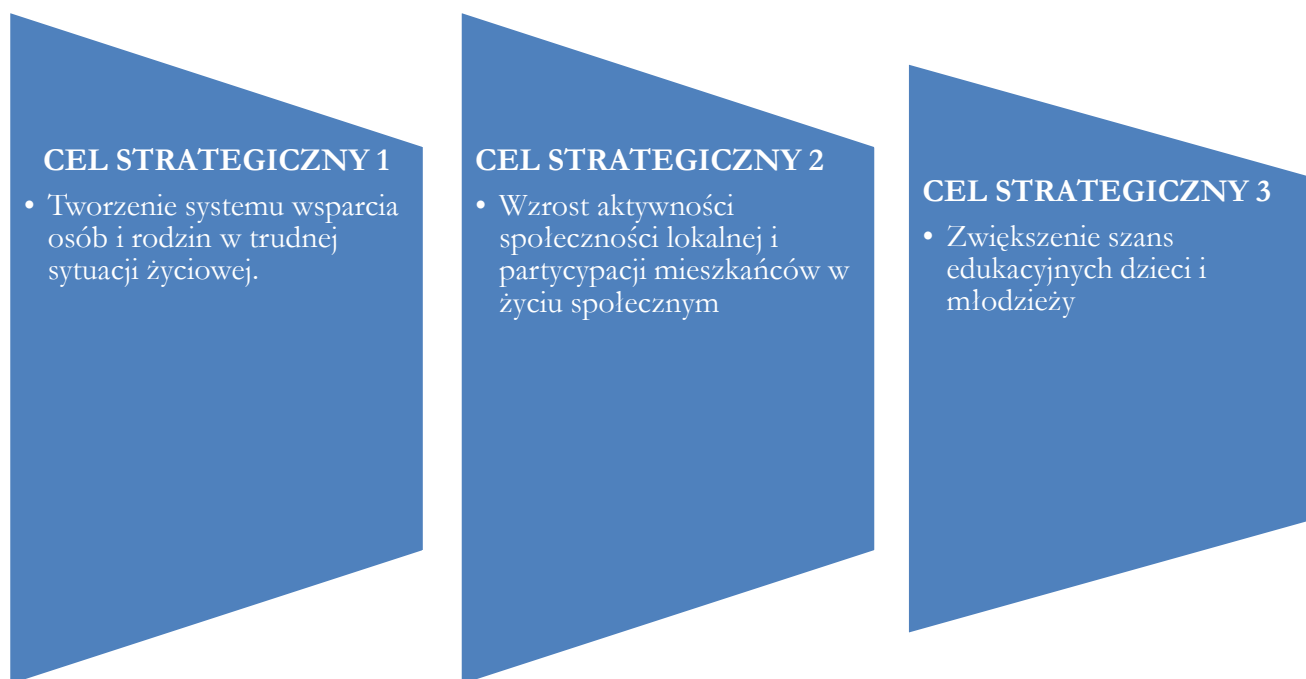 CEL STRATEGICZNY 1
• Tworzenie systemu wsparcia
osób i rodzin w trudnej
sytuacji życiowej.
CEL STRATEGICZNY 2
• Wzrost aktywności
społeczności lokalnej i
partycypacji mieszkańców w
życiu społecznym
CEL STRATEGICZNY 3
• Zwiększenie szans
edukacyjnych dzieci i
młodzieży